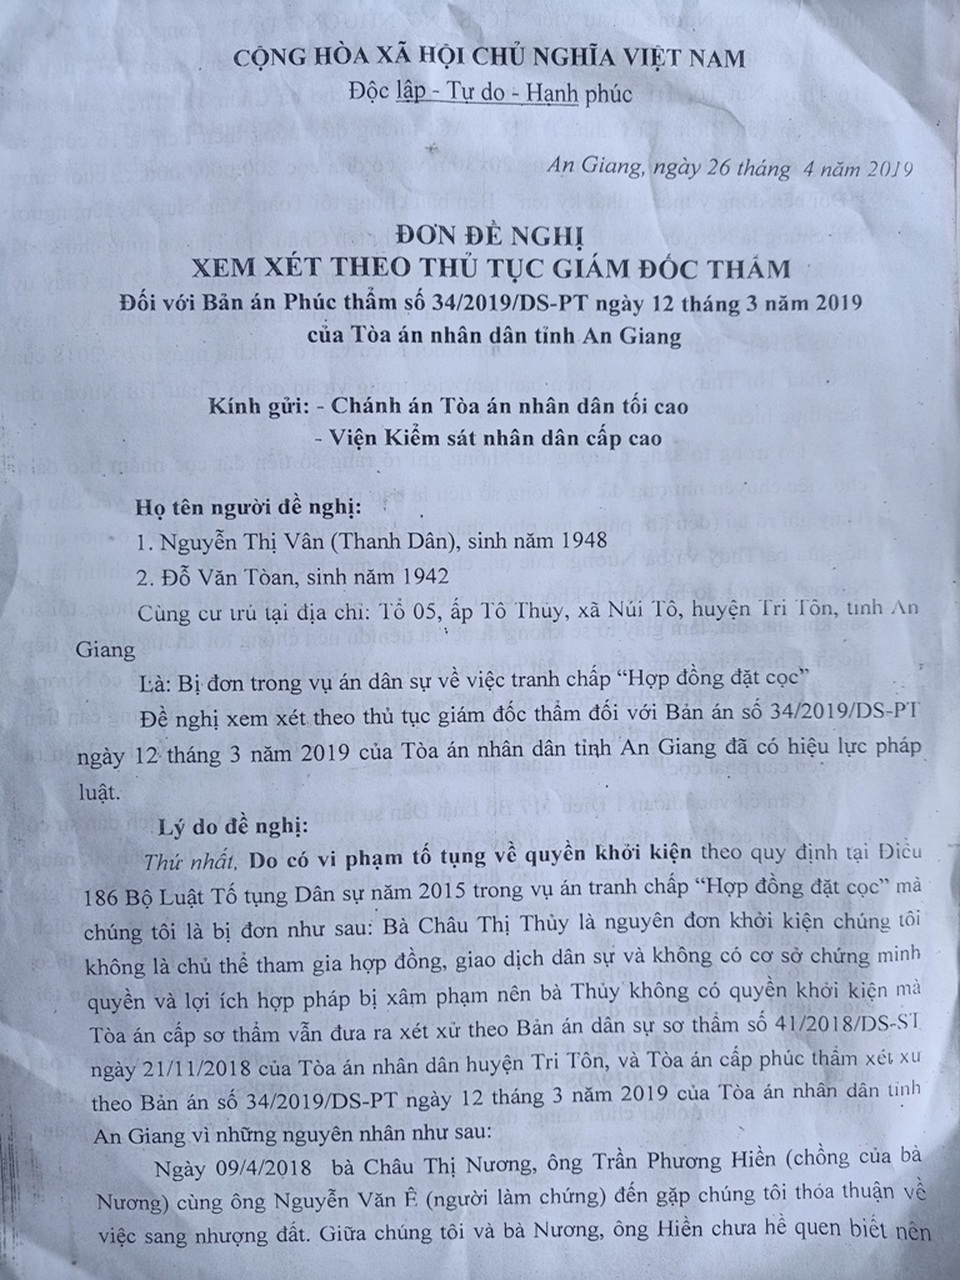 CỘNG HÒA XÃ HỘI CHỦ NGHĨA VIỆT NAM
Độc lập - Tự do - Hạnh phúc
An Giang, ngày 26 tháng 4 năm 2019
ĐƠN ĐỀ NGHỊ
XEM XÉT THEO THỦ TỤC GIÁM ĐỐC THẨM
Đối với Bản án Phúc thẩm số 34/2019/DS-PT ngày 12 tháng 3 năm 2019
của Tòa án nhân dân tỉnh An Giang
Kính gửi: - Chánh án Tòa án nhân dân tối cao
- Viện Kiểm sát nhân dân cấp cao
Họ tên người đề nghị:
1. Nguyễn Thị Vân (Thanh Dân), sinh năm 1948
2. Đỗ Văn Tòan, sinh năm 1942
Cùng cư trú tại địa chỉ: Tổ 05, ấp Tô Thủy, xã Núi Tô, huyện Tri Tôn, tỉnh An
Giang
Là: Bị đơn trong vụ án dân sự về việc tranh chấp “Hợp đồng đặt cọc”
Đề nghị xem xét theo thủ tục giám đốc thẩm đối với Bản án số 34/2019/DS-PT
ngày 12 tháng 3 năm 2019 của Tòa án nhân dân tỉnh An Giang đã có hiệu lực pháp
luật.
Lý do đề nghị:
Thứ nhất, Do có vi phạm tố tụng về quyền khởi kiện theo quy định tại Điều
186 Bộ Luật Tố tụng Dân sự năm 2015 trong vụ án tranh chấp “Hợp đồng đặt cọc” mà
chúng tôi là bị đơn như sau: Bà Châu Thị Thủy là nguyên đơn khởi kiện chúng tôi
không là chủ thể tham gia hợp đồng, giao dịch dân sự và không có cơ sở chứng minh
quyền và lợi ích hợp pháp bị xâm phạm nên bà Thủy không có quyền khởi kiện mà
Tòa án cấp sơ thẩm vẫn đưa ra xét xử theo Bản án dân sự sơ thẩm số 41/2018/DS-ST
ngày 21/11/2018 của Tòa án nhân dân huyện Tri Tôn, và Tòa án cấp phúc thẩm xét xử
theo Bản án số 34/2019/DS-PT ngày 12 tháng 3 năm 2019 của Tòa án nhân dân tỉnh
An Giang vì những nguyên nhân như sau:
Ngày 09/4/2018 bà Châu Thị Nương, ông Trần Phương Hiền (chồng của bà
Nương) cùng ông Nguyễn Văn Ê (người làm chứng) đến gặp chúng tôi thỏa thuận về
việc sang nhượng đất. Giữa chúng tôi và bà Nương, ông Hiền chưa hề quen biết nên